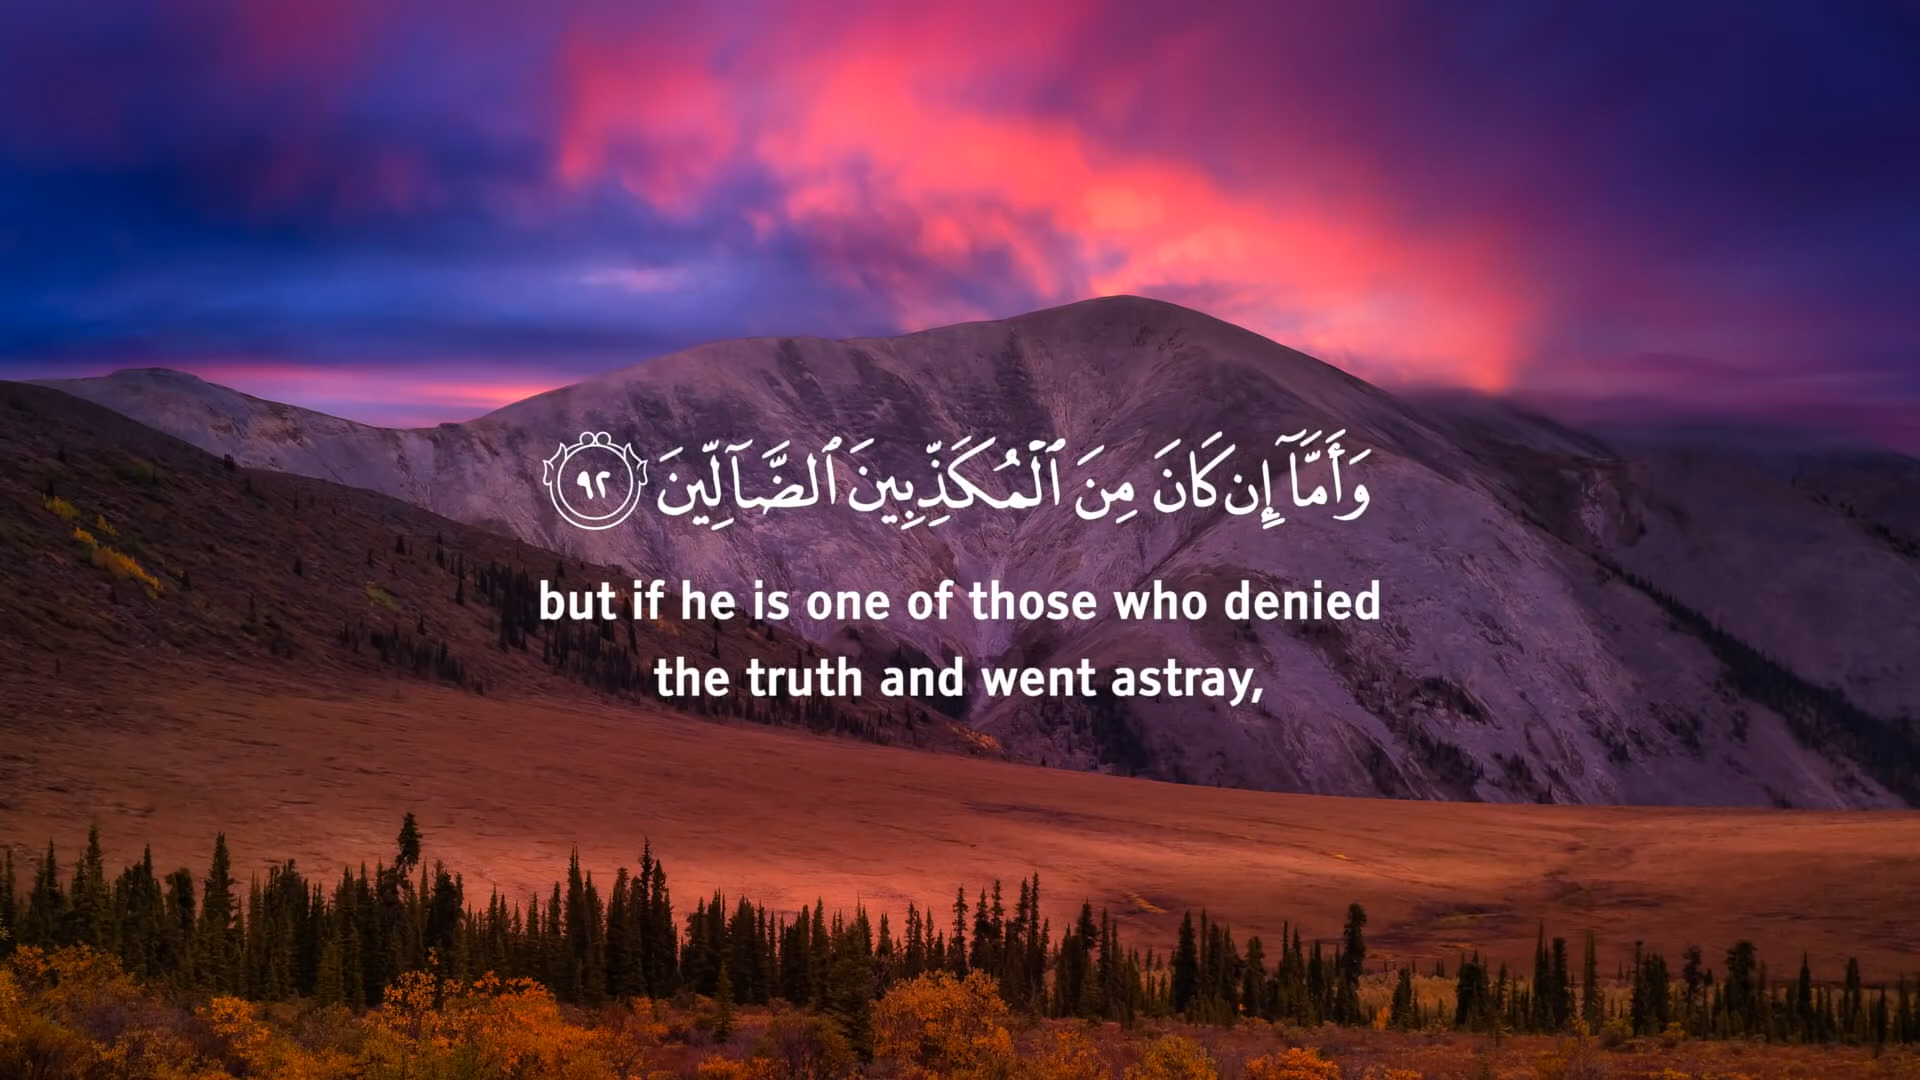 وَأَمَّآ إِن كَانَ مِنَ ٱلْمُكَذِّبِينَ ٱلضَّآلِّينَ ٩٢
but if he is one of those who denied
the truth and went astray,